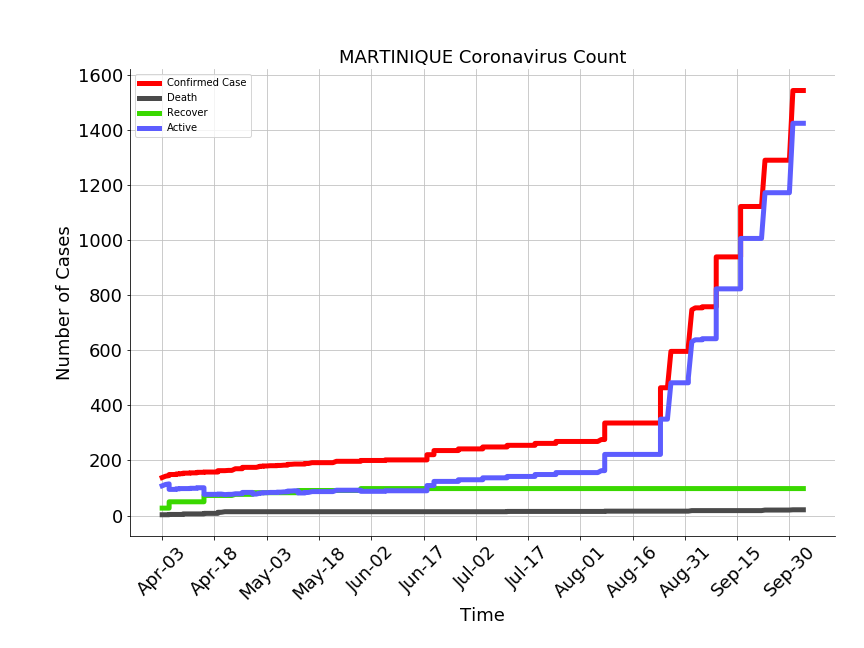 MARTINIQUE Coronavirus Count
Confirmed Case
Death
Recover
Active
Number of Cases
1600
1400
1200
1000
800
600
400
200
0
Apr-03
Apr-18
May-03
May-18
Jun-02
Jun-17
Jul-02
Jul-17
Aug-01
Aug-16
Aug-31
Sep-15
Sep-30
Time